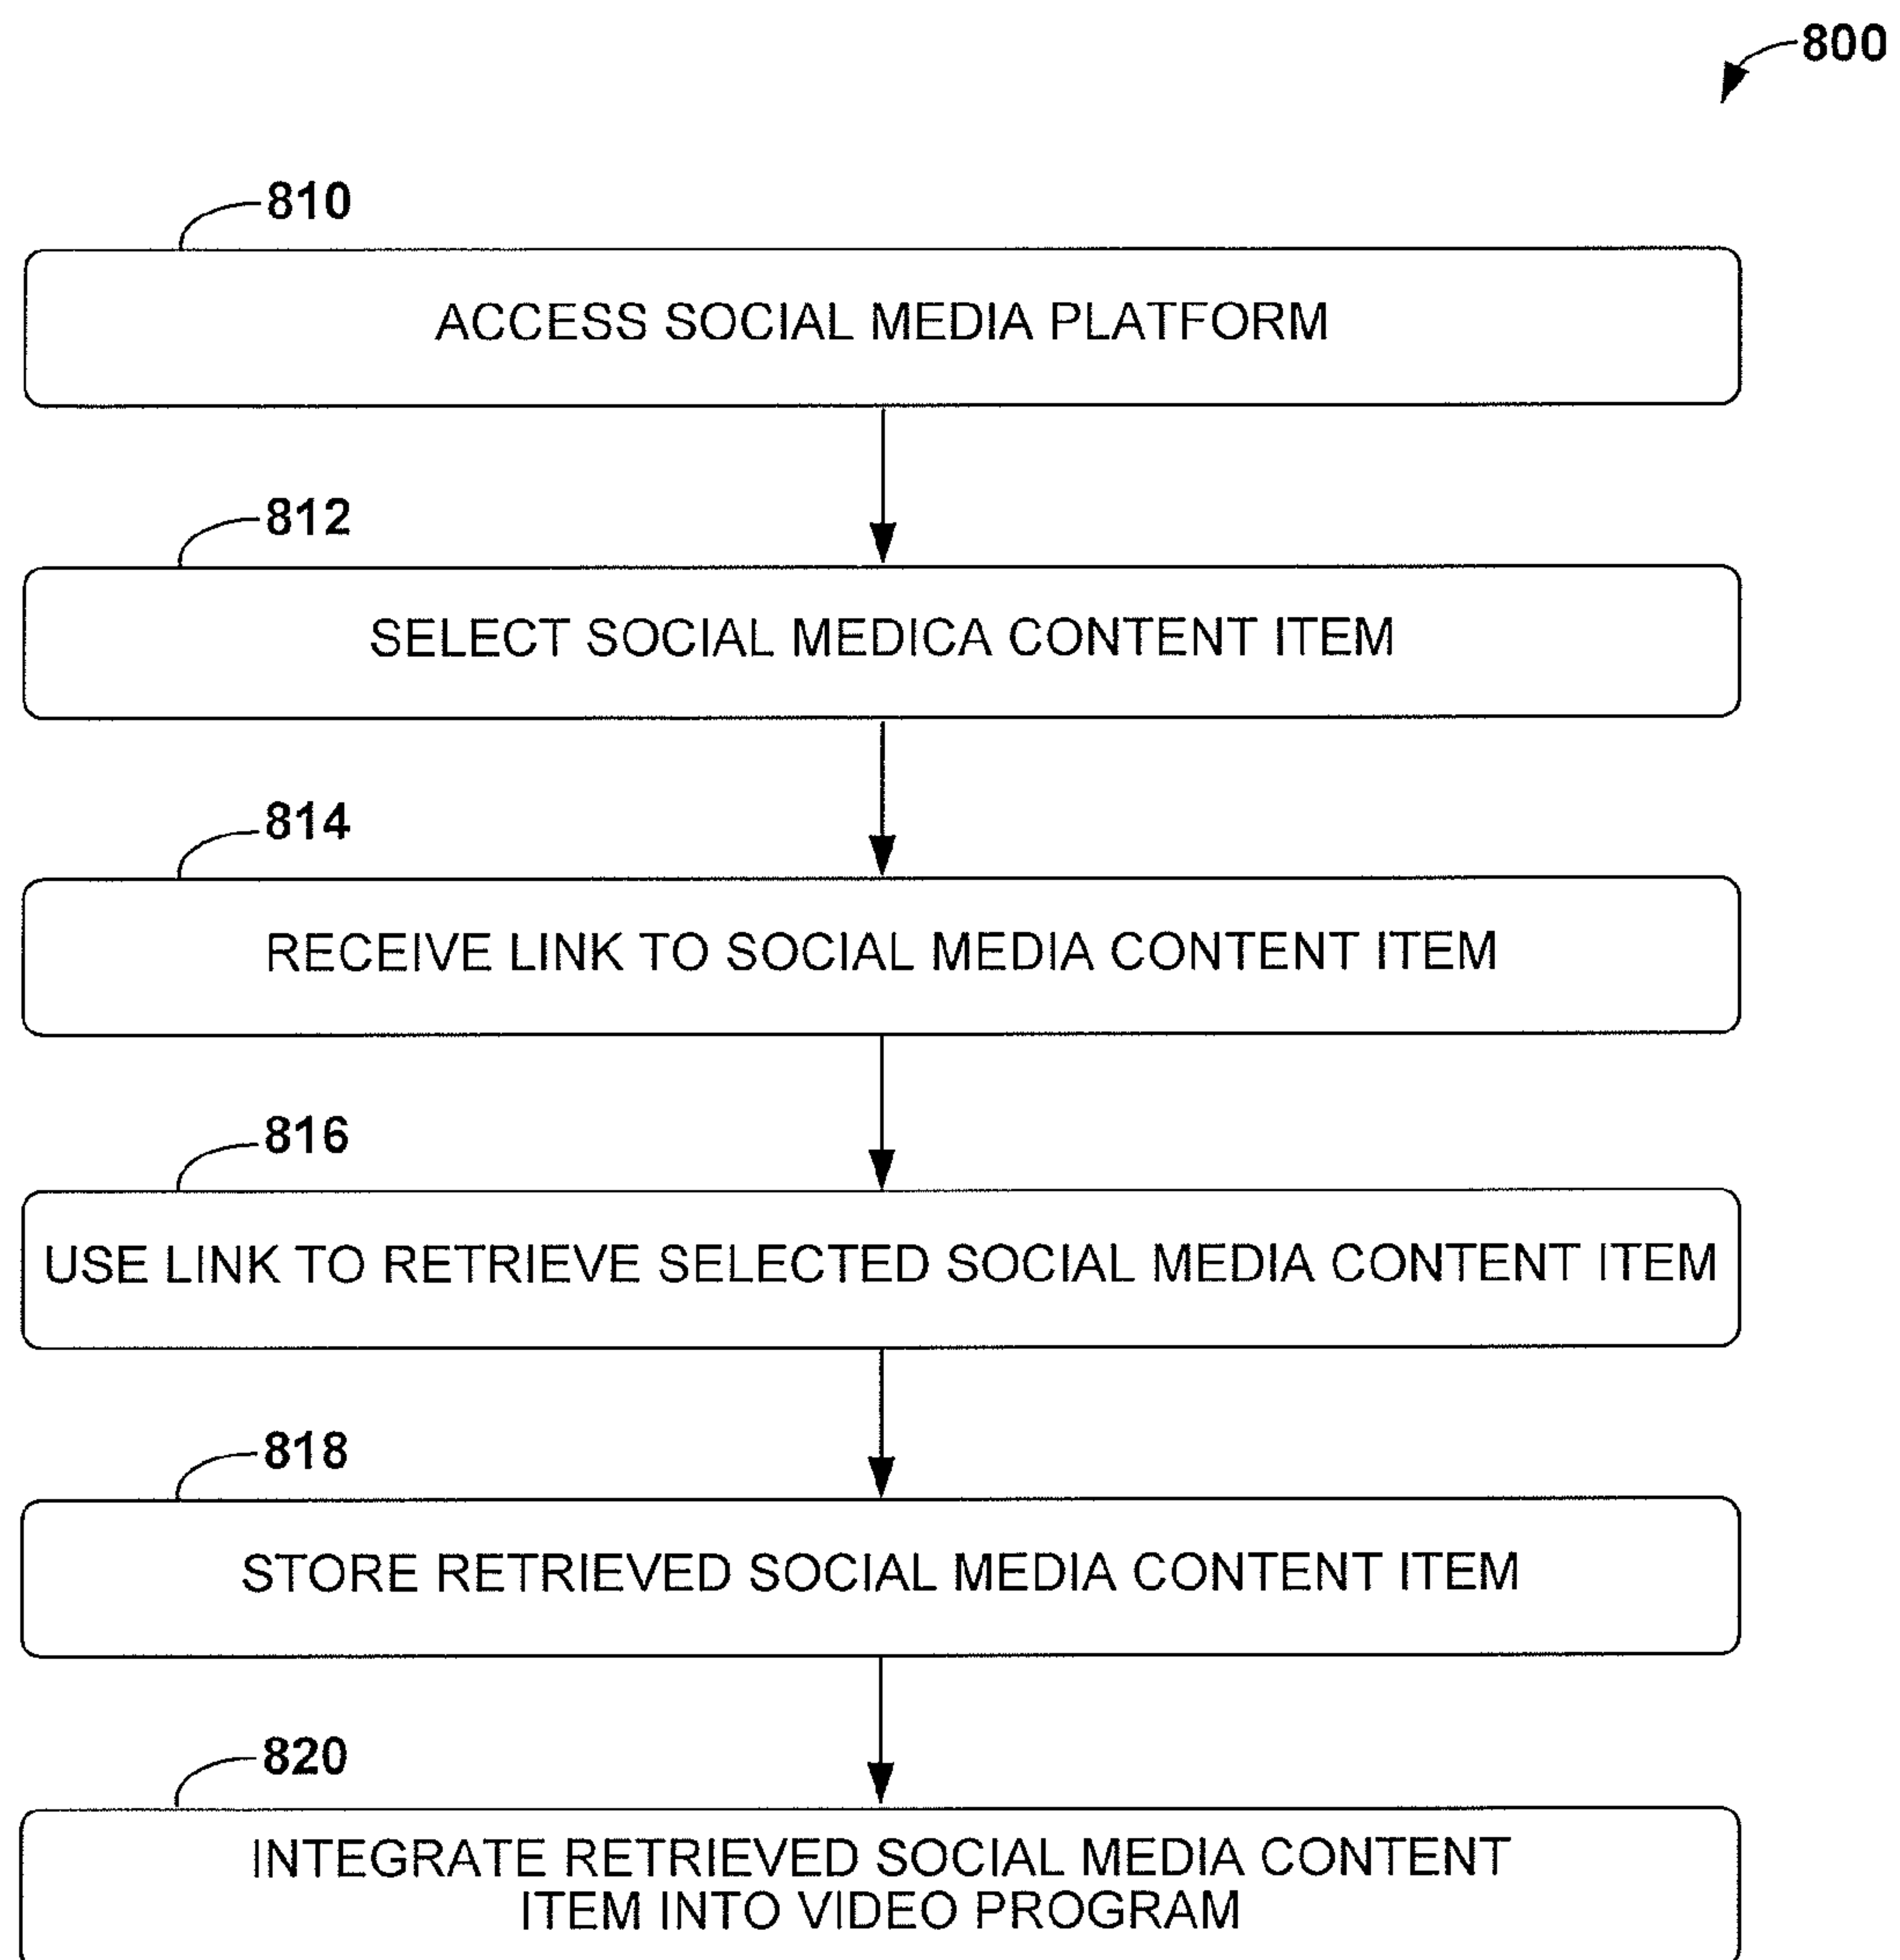 800
810
ACCESS SOCIAL MEDIA PLATFORM
812
SELECT SOCIAL MEDICA CONTENT ITEM
814
RECEIVE LINK TO SOCIAL MEDIA CONTENT ITEM
816
USE LINK TO RETRIEVE SELECTED SOCIAL MEDIA CONTENT ITEM
818
STORE RETRIEVED SOCIAL MEDIA CONTENT ITEM
820
INTEGRATE RETRIEVED SOCIAL MEDIA CONTENT
ITEM INTO VIDEO PROGRAM